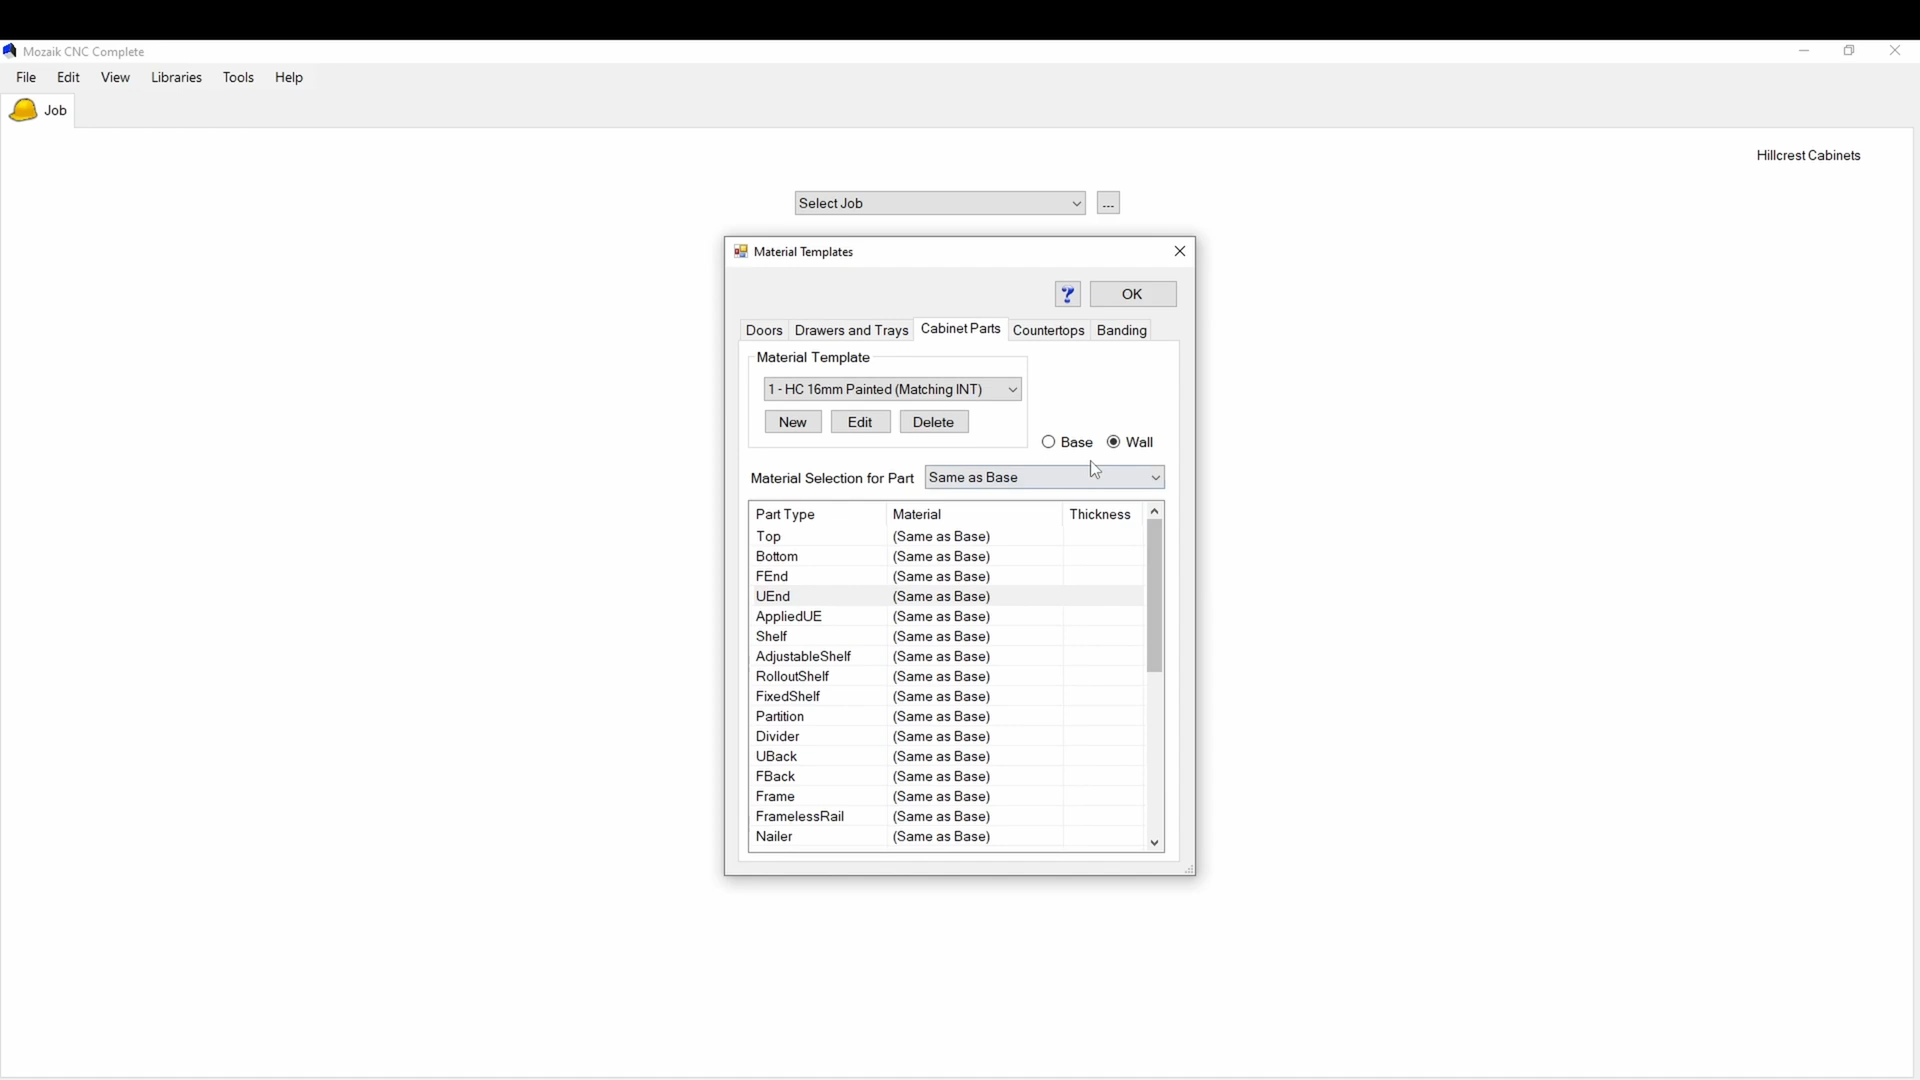 Mozaik CNC Complete
File Edit View Libraries Tools Help
Job
Hillcrest Cabinets
Select Job ...
Material Templates
? OK
Doors Drawers and Trays Cabinet Parts Countertops Banding
Material Template
1 - HC 16mm Painted (Matching INT)
New Edit Delete
Base Wall
Material Selection for Part Same as Base
Part Type Material Thickness
Top (Same as Base)
Bottom (Same as Base)
FEnd (Same as Base)
UEnd (Same as Base)
AppliedUE (Same as Base)
Shelf (Same as Base)
AdjustableShelf (Same as Base)
RolloutShelf (Same as Base)
FixedShelf (Same as Base)
Partition (Same as Base)
Divider (Same as Base)
UBack (Same as Base)
FBack (Same as Base)
Frame (Same as Base)
FramelessRail (Same as Base)
Nailer (Same as Base)